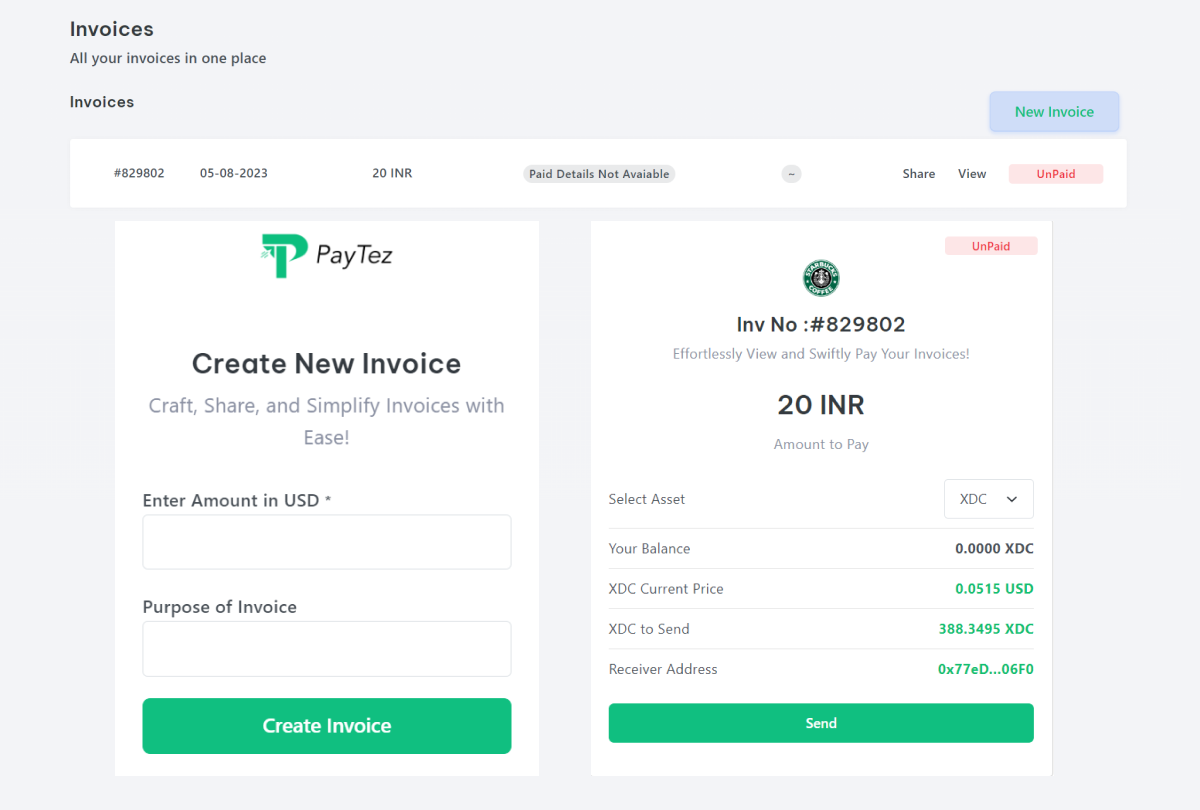 Invoices
All your invoices in one place
Invoices
New Invoice
#829802 05-08-2023 20 INR Paid Details Not Avaiable ~ Share View UnPaid
PayTez
Create New Invoice
Craft, Share, and Simplify Invoices with
Ease!
Enter Amount in USD *
Purpose of Invoice
Create Invoice
UnPaid
STARBUCKS
COFFEE
Inv No :#829802
Effortlessly View and Swiftly Pay Your Invoices!
20 INR
Amount to Pay
Select Asset XDC
Your Balance 0.0000 XDC
XDC Current Price 0.0515 USD
XDC to Send 388.3495 XDC
Receiver Address 0x77eD...06F0
Send